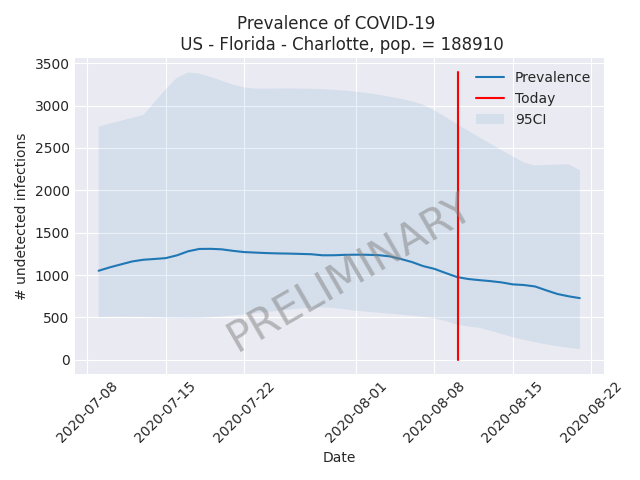 Prevalence of COVID-19
US - Florida - Charlotte, pop. = 188910
3500
3000
2500
2000
1500
1000
500
0
# undetected infections
Prevalence
Today
95CI
PRELIMINARY
2020-07-08
2020-07-15
2020-07-22
2020-08-01
2020-08-08
2020-08-15
2020-08-22
Date